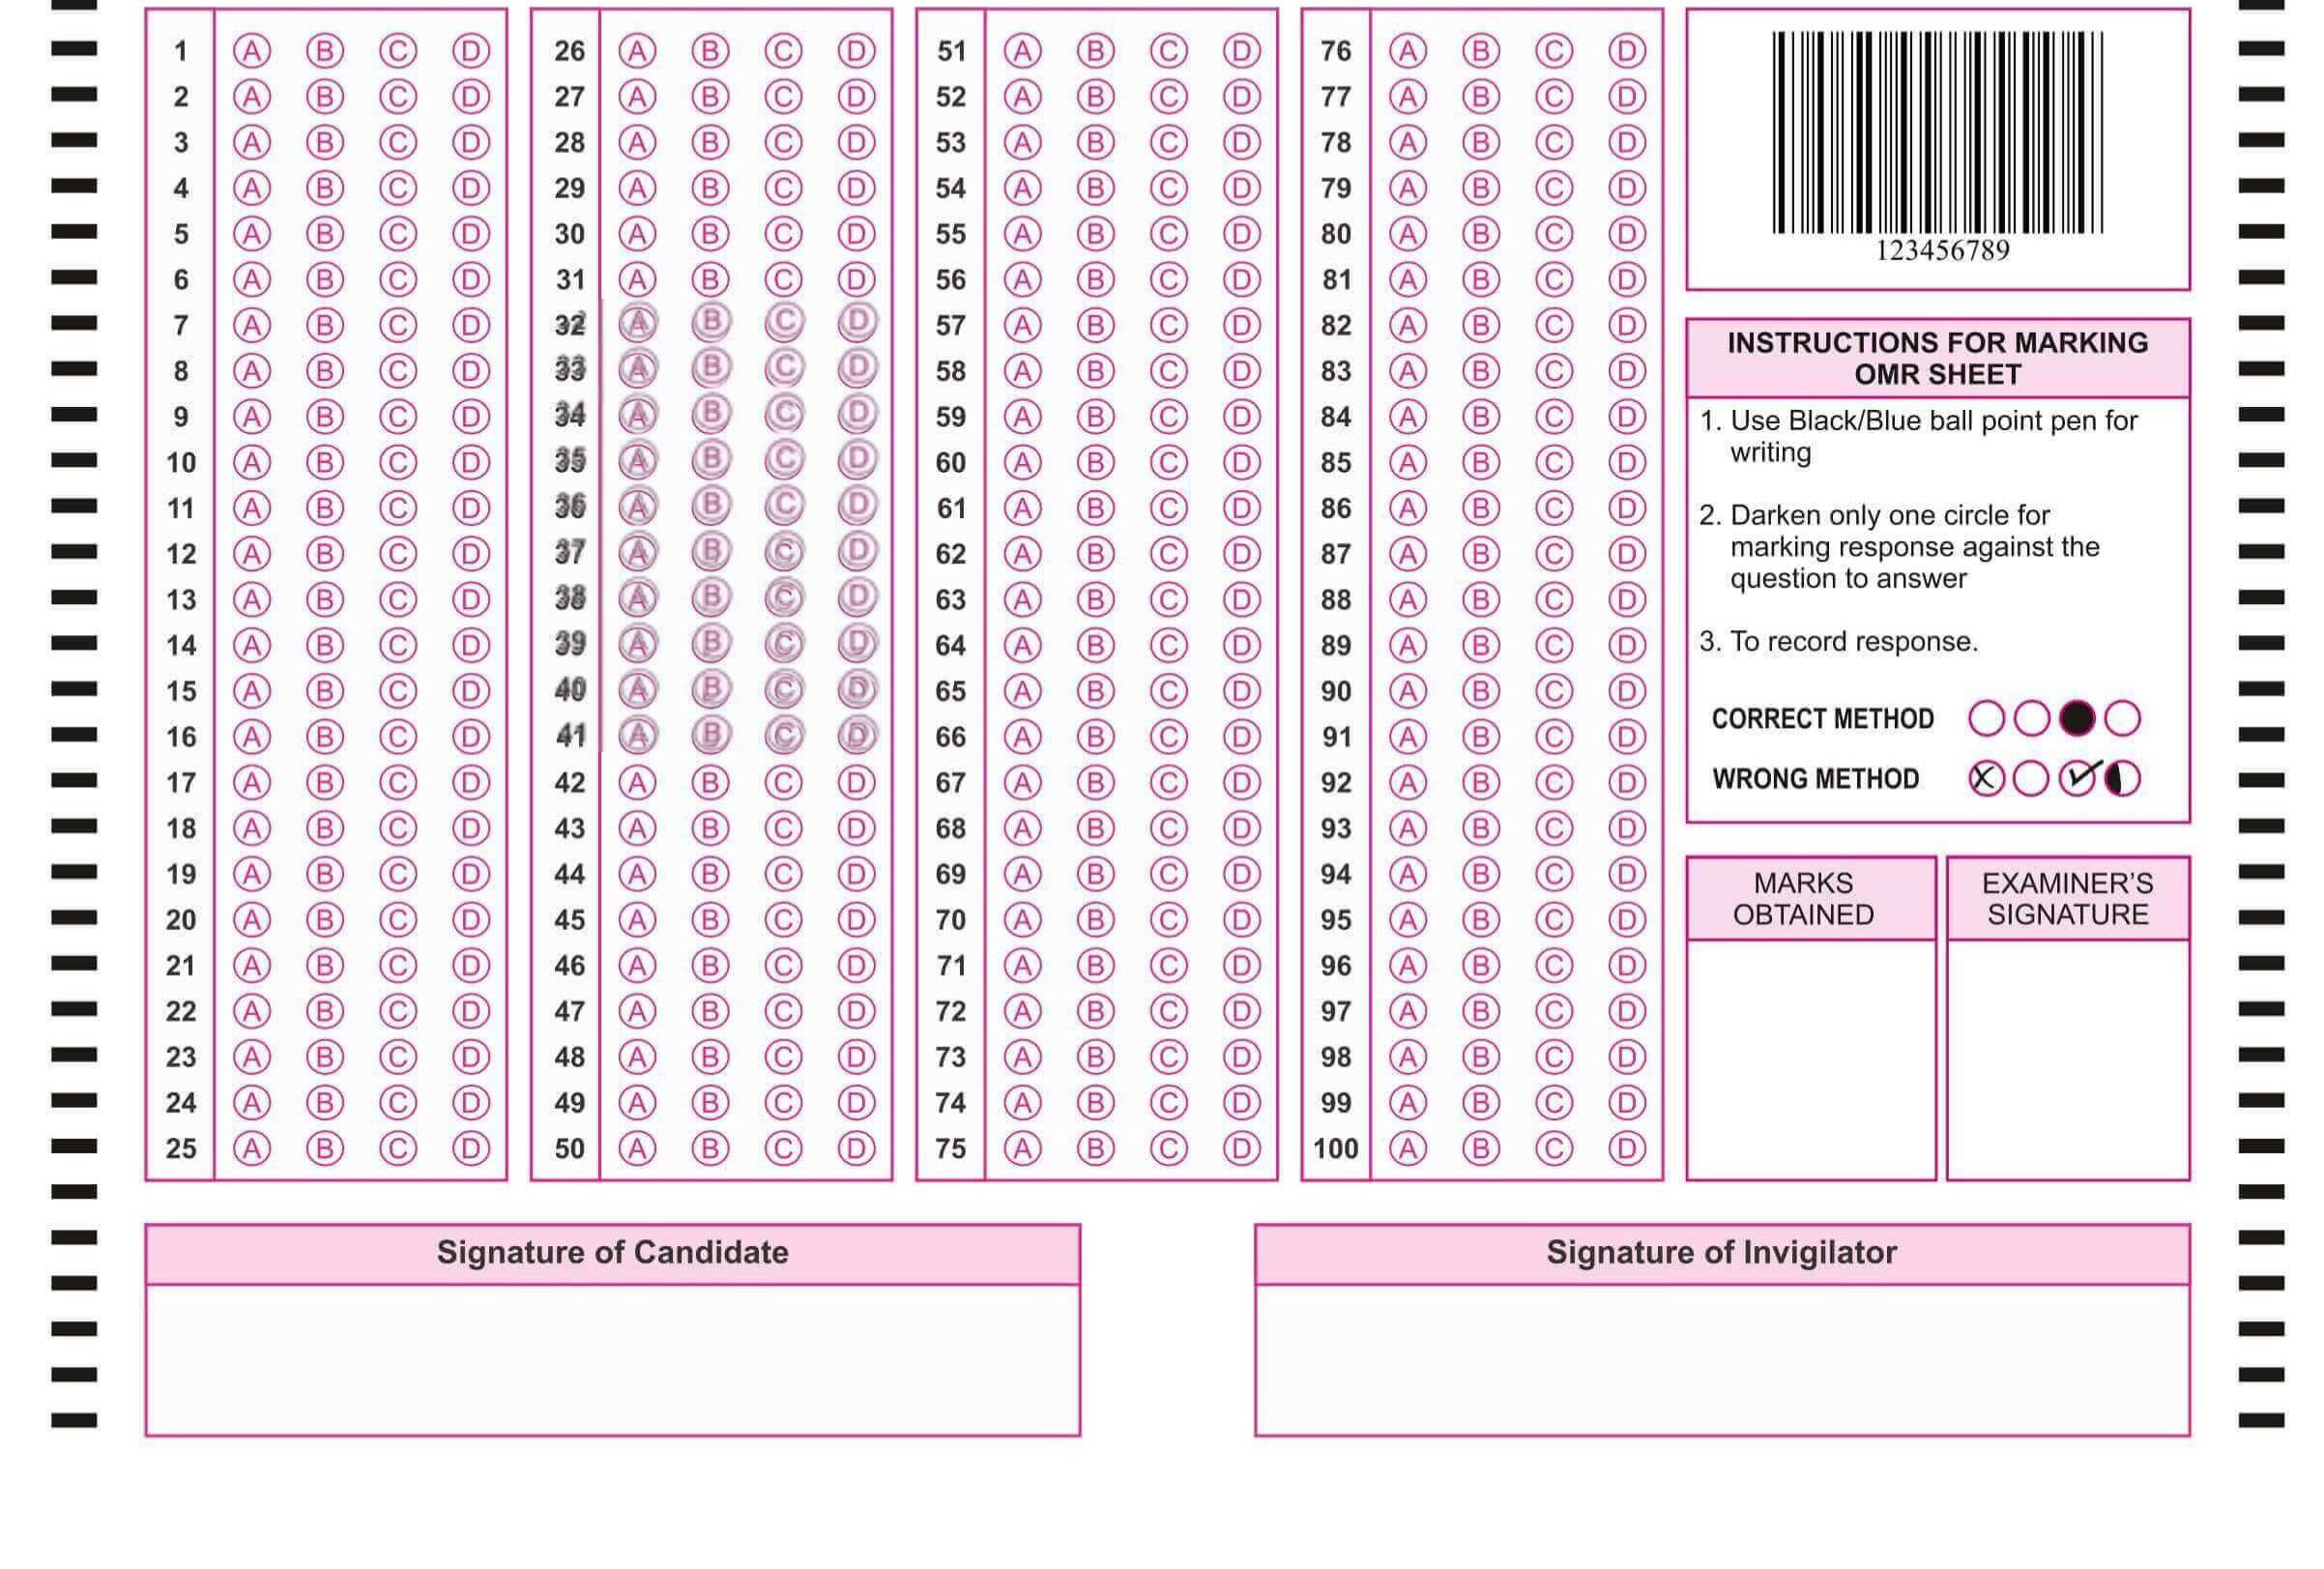 1 A B C D
2 A B C D
3 A B C D
4 A B C D
5 A B C D
6 A B C D
7 A B C D
8 A B C D
9 A B C D
10 A B C D
11 A B C D
12 A B C D
13 A B C D
14 A B C D
15 A B C D
16 A B C D
17 A B C D
18 A B C D
19 A B C D
20 A B C D
21 A B C D
22 A B C D
23 A B C D
24 A B C D
25 A B C D
26 A B C D
27 A B C D
28 A B C D
29 A B C D
30 A B C D
31 A B C D
32 A B C D
33 A B C D
34 A B C D
35 A B C D
36 A B C D
37 A B C D
38 A B C D
39 A B C D
40 A B C D
41 A B C D
42 A B C D
43 A B C D
44 A B C D
45 A B C D
46 A B C D
47 A B C D
48 A B C D
49 A B C D
50 A B C D
51 A B C D
52 A B C D
53 A B C D
54 A B C D
55 A B C D
56 A B C D
57 A B C D
58 A B C D
59 A B C D
60 A B C D
61 A B C D
62 A B C D
63 A B C D
64 A B C D
65 A B C D
66 A B C D
67 A B C D
68 A B C D
69 A B C D
70 A B C D
71 A B C D
72 A B C D
73 A B C D
74 A B C D
75 A B C D
76 A B C D
77 A B C D
78 A B C D
79 A B C D
80 A B C D
81 A B C D
82 A B C D
83 A B C D
84 A B C D
85 A B C D
86 A B C D
87 A B C D
88 A B C D
89 A B C D
90 A B C D
91 A B C D
92 A B C D
93 A B C D
94 A B C D
95 A B C D
96 A B C D
97 A B C D
98 A B C D
99 A B C D
100 A B C D
123456789
INSTRUCTIONS FOR MARKING
OMR SHEET
1. Use Black/Blue ball point pen for
writing
2. Darken only one circle for
marking response against the
question to answer
3. To record response.
CORRECT METHOD
WRONG METHOD
MARKS
OBTAINED
EXAMINER'S
SIGNATURE
Signature of Candidate
Signature of Invigilator